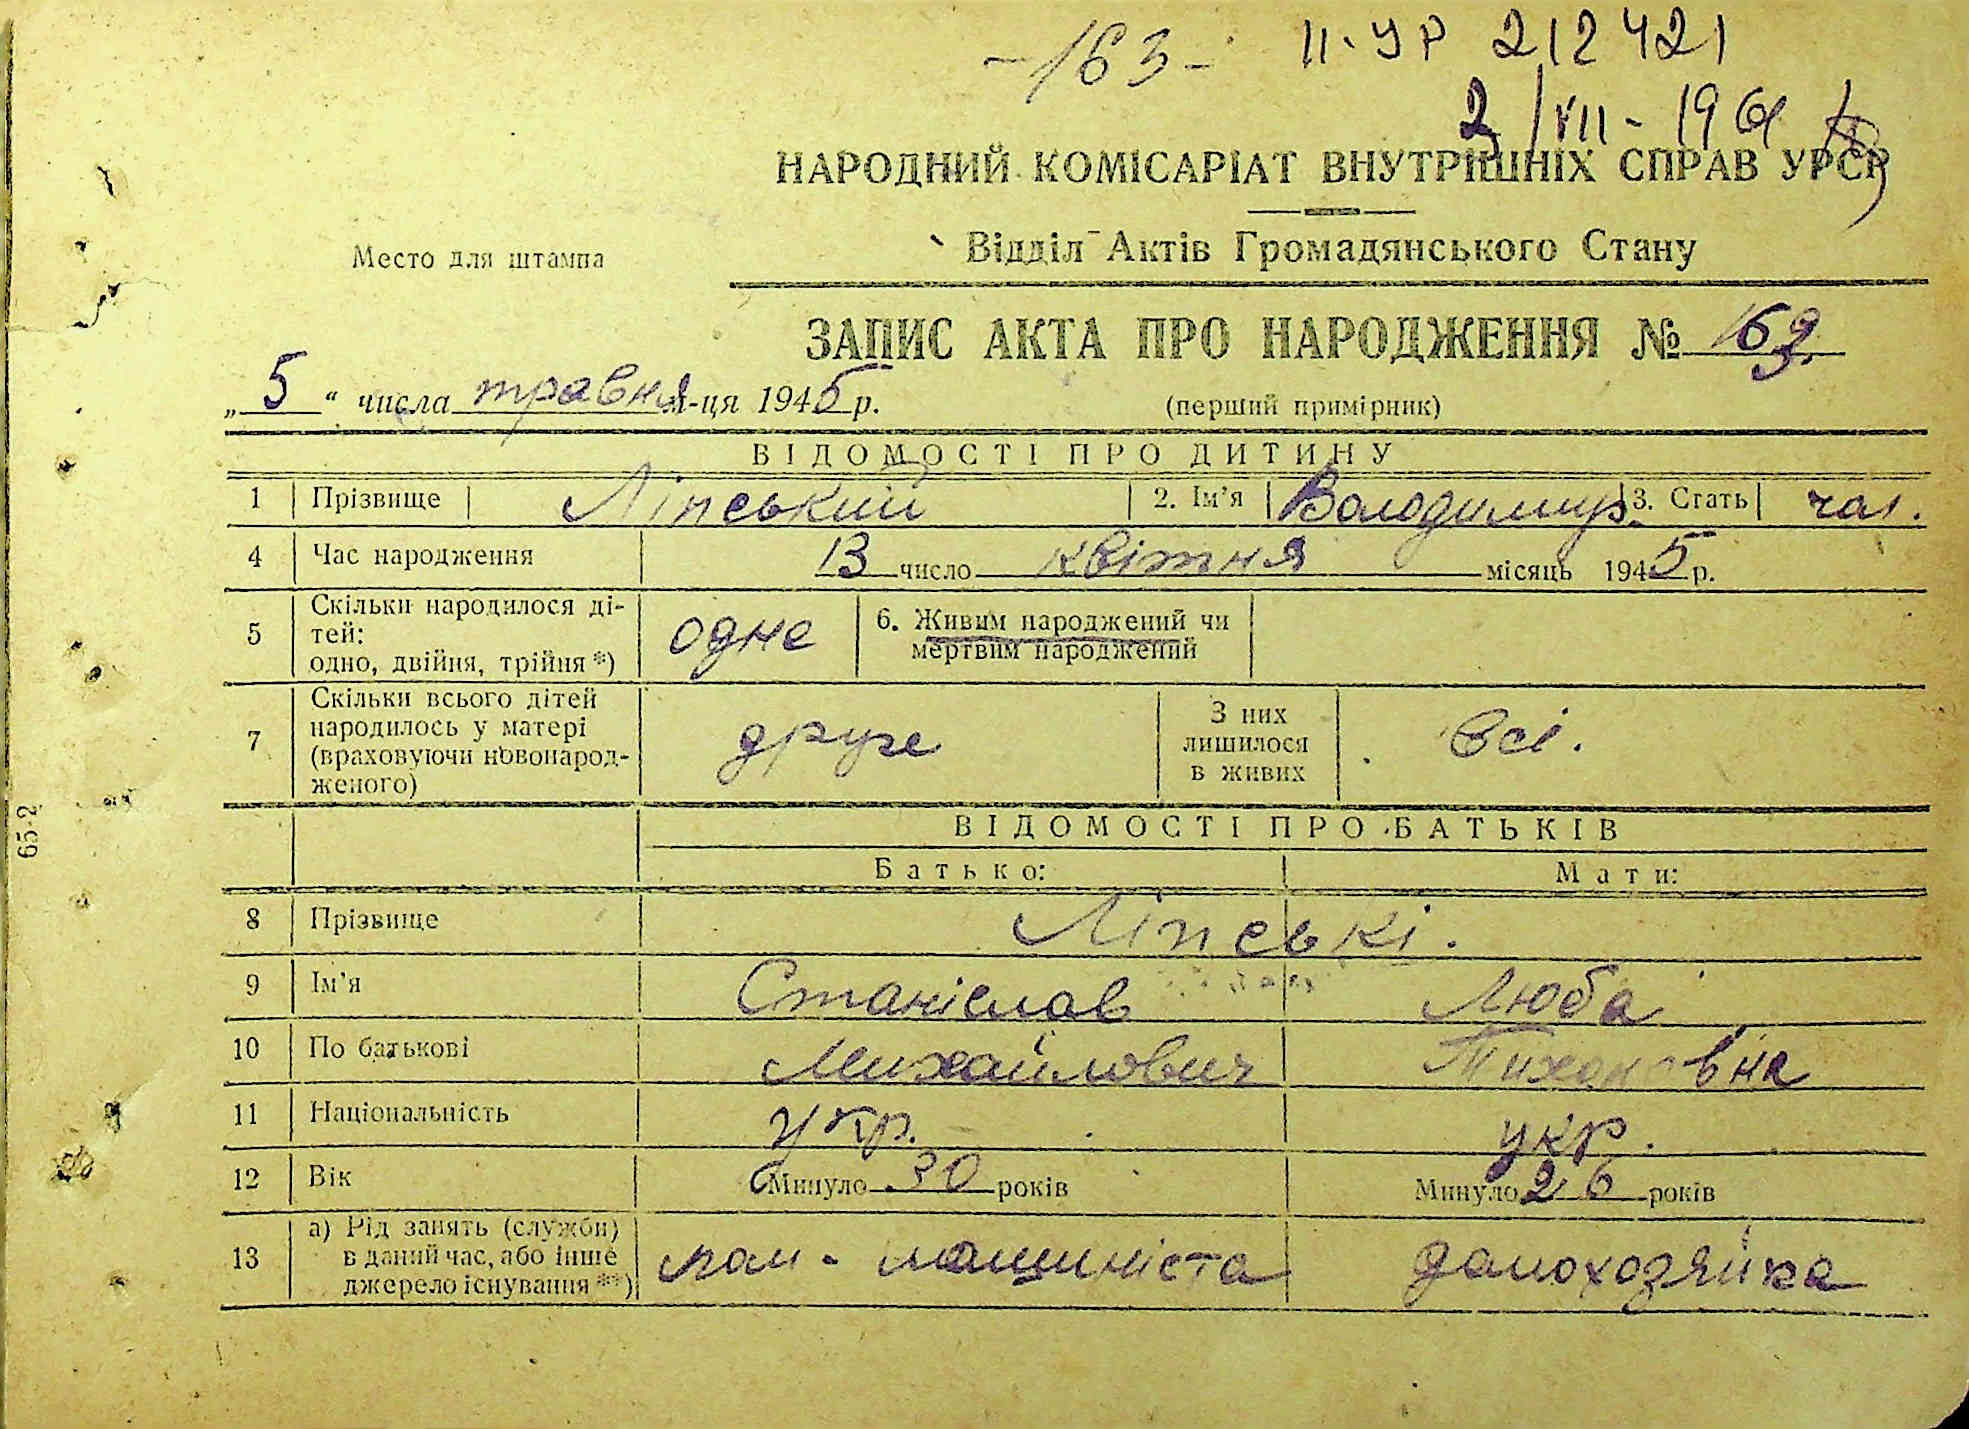 -163-
II-УР 212421
2/VII-1961
НАРОДНИЙ КОМІСАРІАТ ВНУТРІШНІХ СПРАВ УРСР
Відділ Актів Громадянського Стану
Место для штампа
ЗАПИС АКТА ПРО НАРОДЖЕННЯ № 163.
„5“ числа травня м-ця 1945 р.
(перший примірник)
ВІДОМОСТІ ПРО ДИТИНУ
1 Прізвище Ліпський 2. Ім'я Володимир. 3. Стать чол.
4 Час народження 13 число квітня місяць 1945 р.
5 Скільки народилося ді-
тей:
одно, двійня, трійня *)
одне
6. Живим народжений чи
мертвим народжений
7 Скільки всього дітей
народилось у матері
(враховуючи новонарод-
женого)
друге
З них
лишилося
в живих
всі.
ВІДОМОСТІ ПРО БАТЬКІВ
Батько: Мати:
8 Прізвище Ліпські.
9 Ім'я Станіслав Люба
10 По батькові Михайлович Тихоновна
11 Національність укр. укр.
12 Вік Минуло 30 років Минуло 26 років
13 а) Рід занять (служби)
в даний час, або інше
джерело існування **)
пом-машиніста домохозяйка
65-2